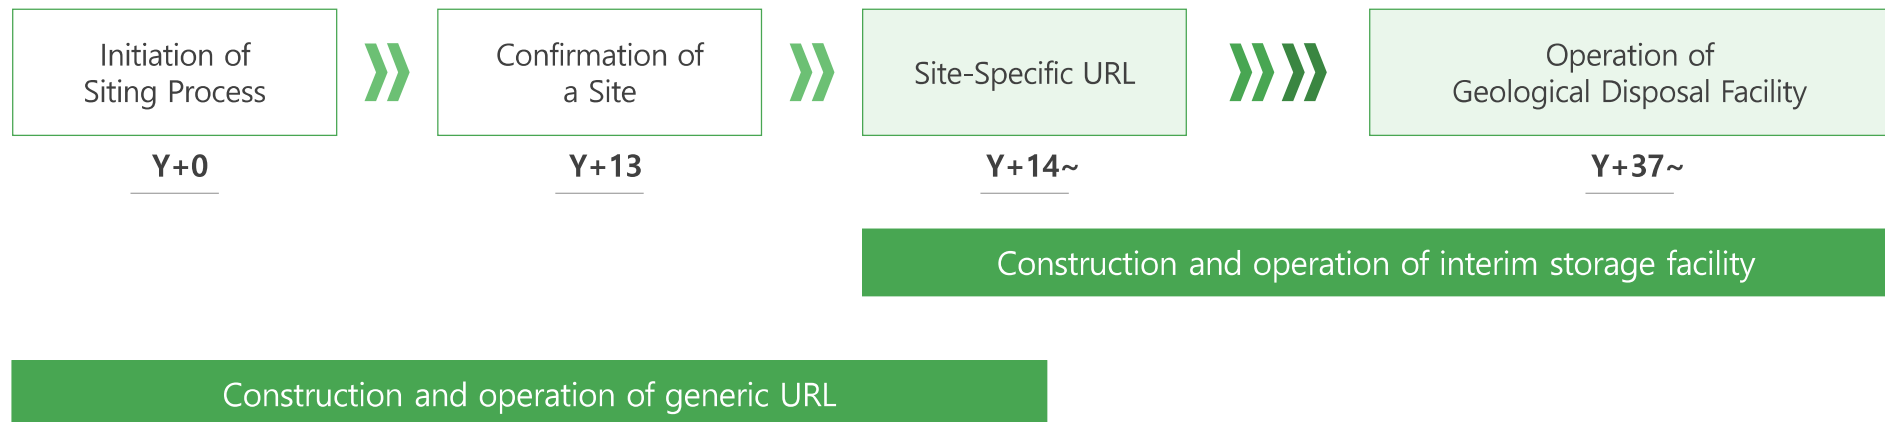 Initiation of
Siting Process
Confirmation of
a Site
Site-Specific URL
Operation of
Geological Disposal Facility
Y+0
Y+13
Y+14~
Y+37~
Construction and operation of interim storage facility
Construction and operation of generic URL